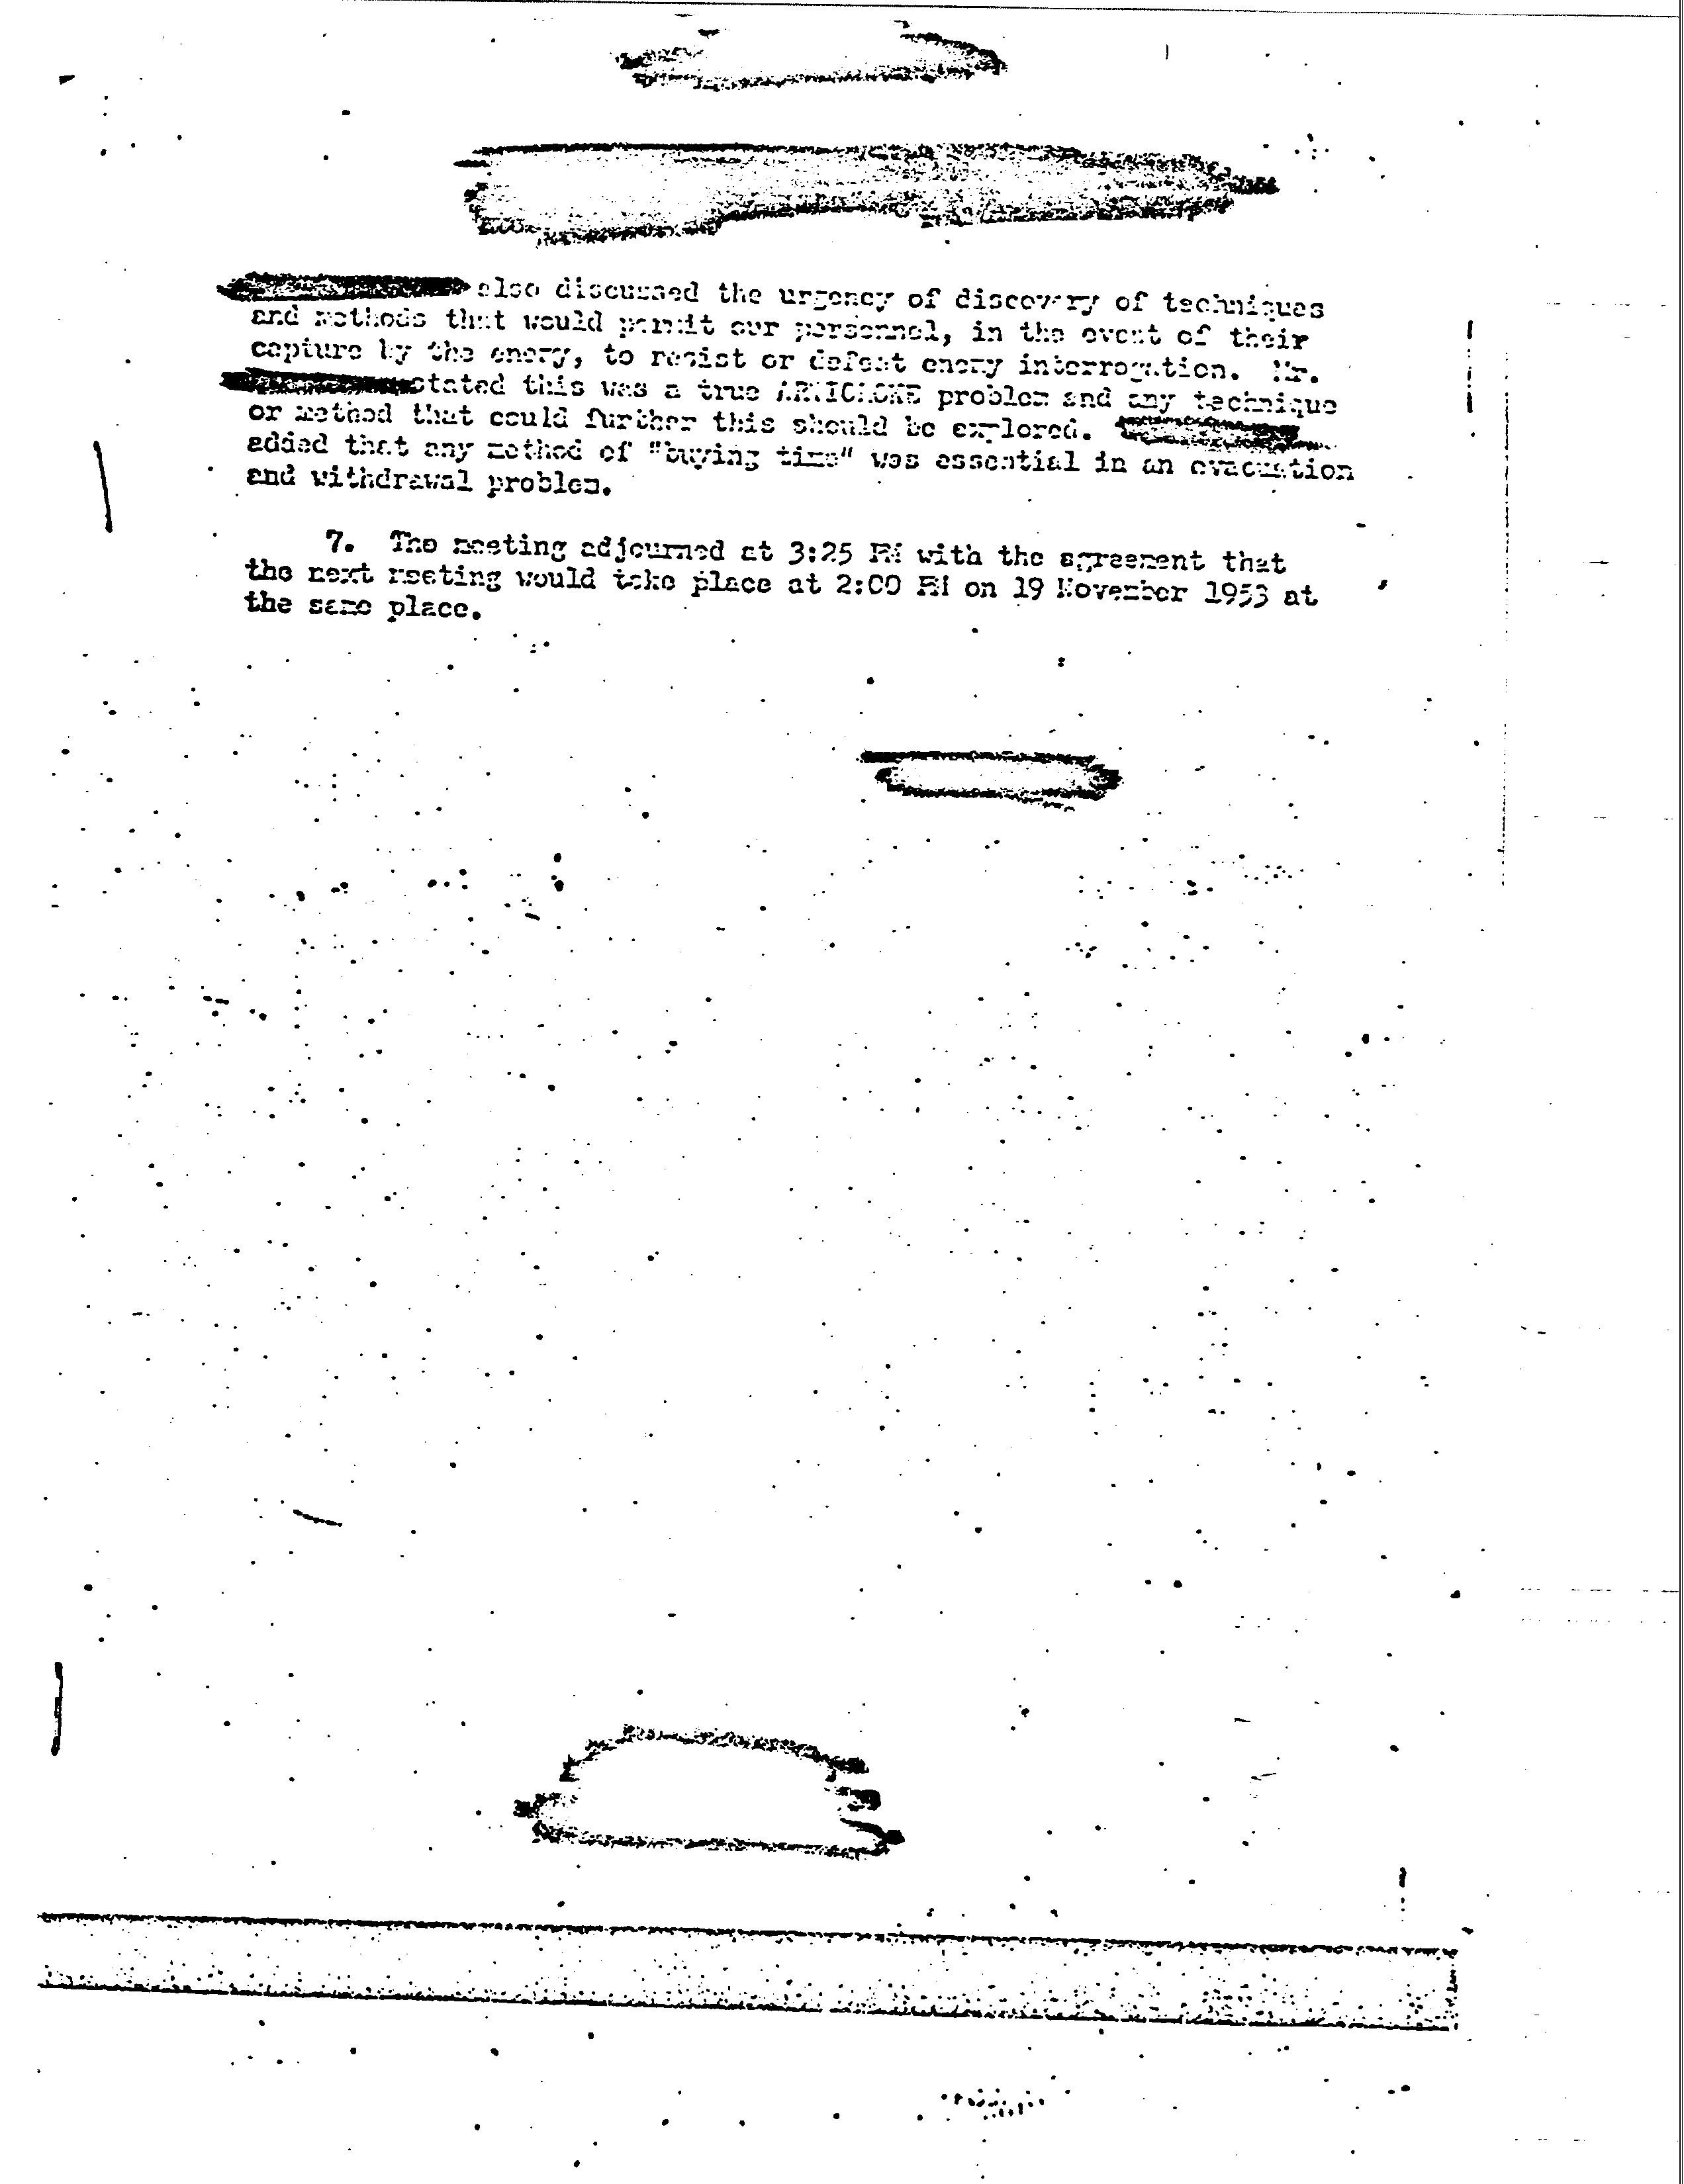 also discussed the urgency of discovery of techniques
and methods that would permit our personnel, in the event of their
capture by the enemy, to resist or defeat enemy interrogation. Mr.
stated this was a true ARTICHOKE problem and any technique
or method that could further this should be explored.
added that any method of "buying time" was essential in an evacuation
and withdrawal problem.
7. The meeting adjourned at 3:25 PM with the agreement that
the next meeting would take place at 2:00 PM on 19 November 1953 at
the same place.